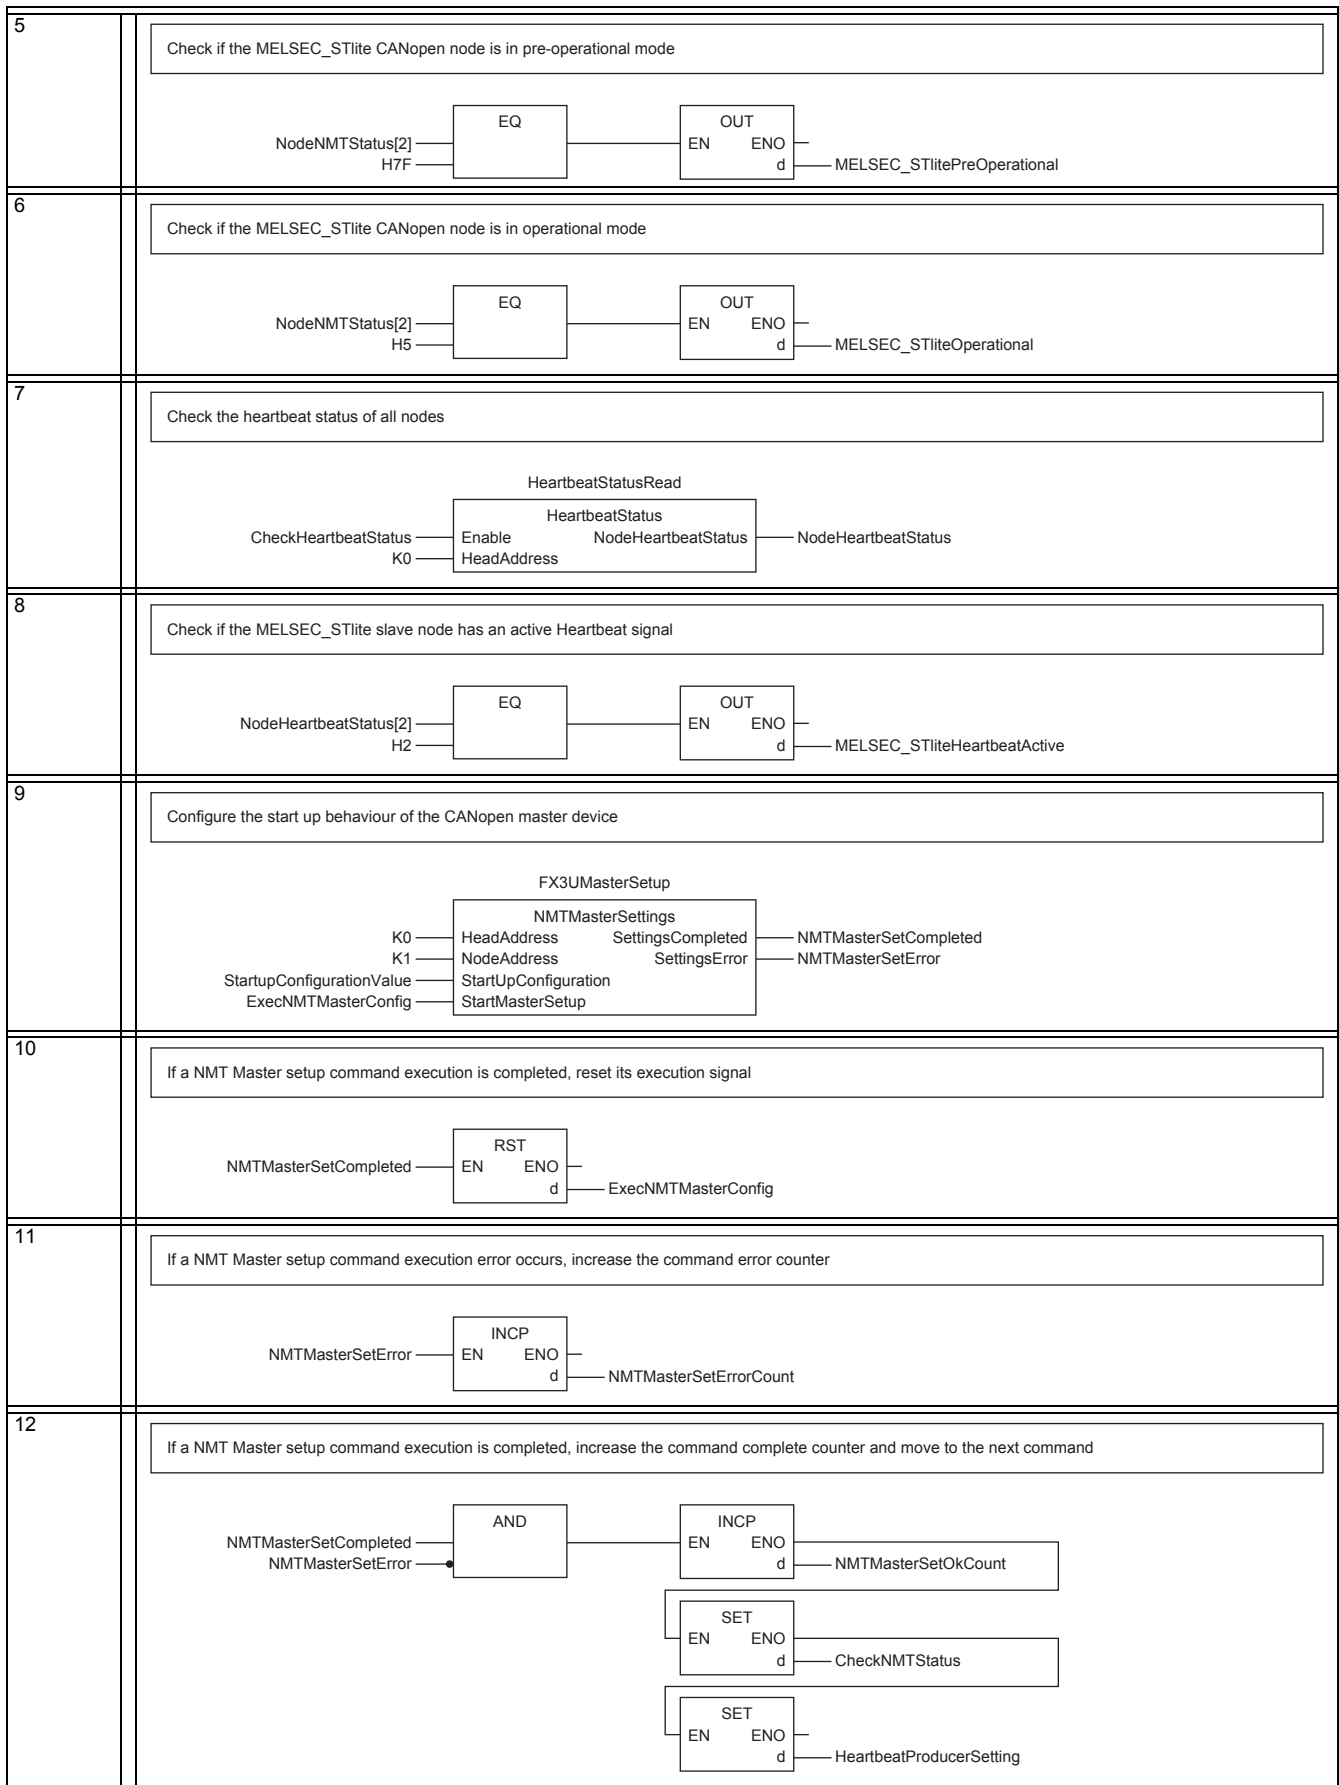 5
Check if the MELSEC_STlite CANopen node is in pre-operational mode
EQ OUT
NodeNMTStatus[2] EN ENO
H7F d MELSEC_STlitePreOperational
6
Check if the MELSEC_STlite CANopen node is in operational mode
EQ OUT
NodeNMTStatus[2] EN ENO
H5 d MELSEC_STliteOperational
7
Check the heartbeat status of all nodes
HeartbeatStatusRead
HeartbeatStatus
CheckHeartbeatStatus Enable NodeHeartbeatStatus NodeHeartbeatStatus
K0 HeadAddress
8
Check if the MELSEC_STlite slave node has an active Heartbeat signal
EQ OUT
NodeHeartbeatStatus[2] EN ENO
H2 d MELSEC_STliteHeartbeatActive
9
Configure the start up behaviour of the CANopen master device
FX3UMasterSetup
NMTMasterSettings
K0 HeadAddress SettingsCompleted NMTMasterSetCompleted
K1 NodeAddress SettingsError NMTMasterSetError
StartupConfigurationValue StartUpConfiguration
ExecNMTMasterConfig StartMasterSetup
10
If a NMT Master setup command execution is completed, reset its execution signal
RST
NMTMasterSetCompleted EN ENO
d ExecNMTMasterConfig
11
If a NMT Master setup command execution error occurs, increase the command error counter
INCP
NMTMasterSetError EN ENO
d NMTMasterSetErrorCount
12
If a NMT Master setup command execution is completed, increase the command complete counter and move to the next command
AND INCP
NMTMasterSetCompleted EN ENO
NMTMasterSetError d NMTMasterSetOkCount
SET
EN ENO
d CheckNMTStatus
SET
EN ENO
d HeartbeatProducerSetting